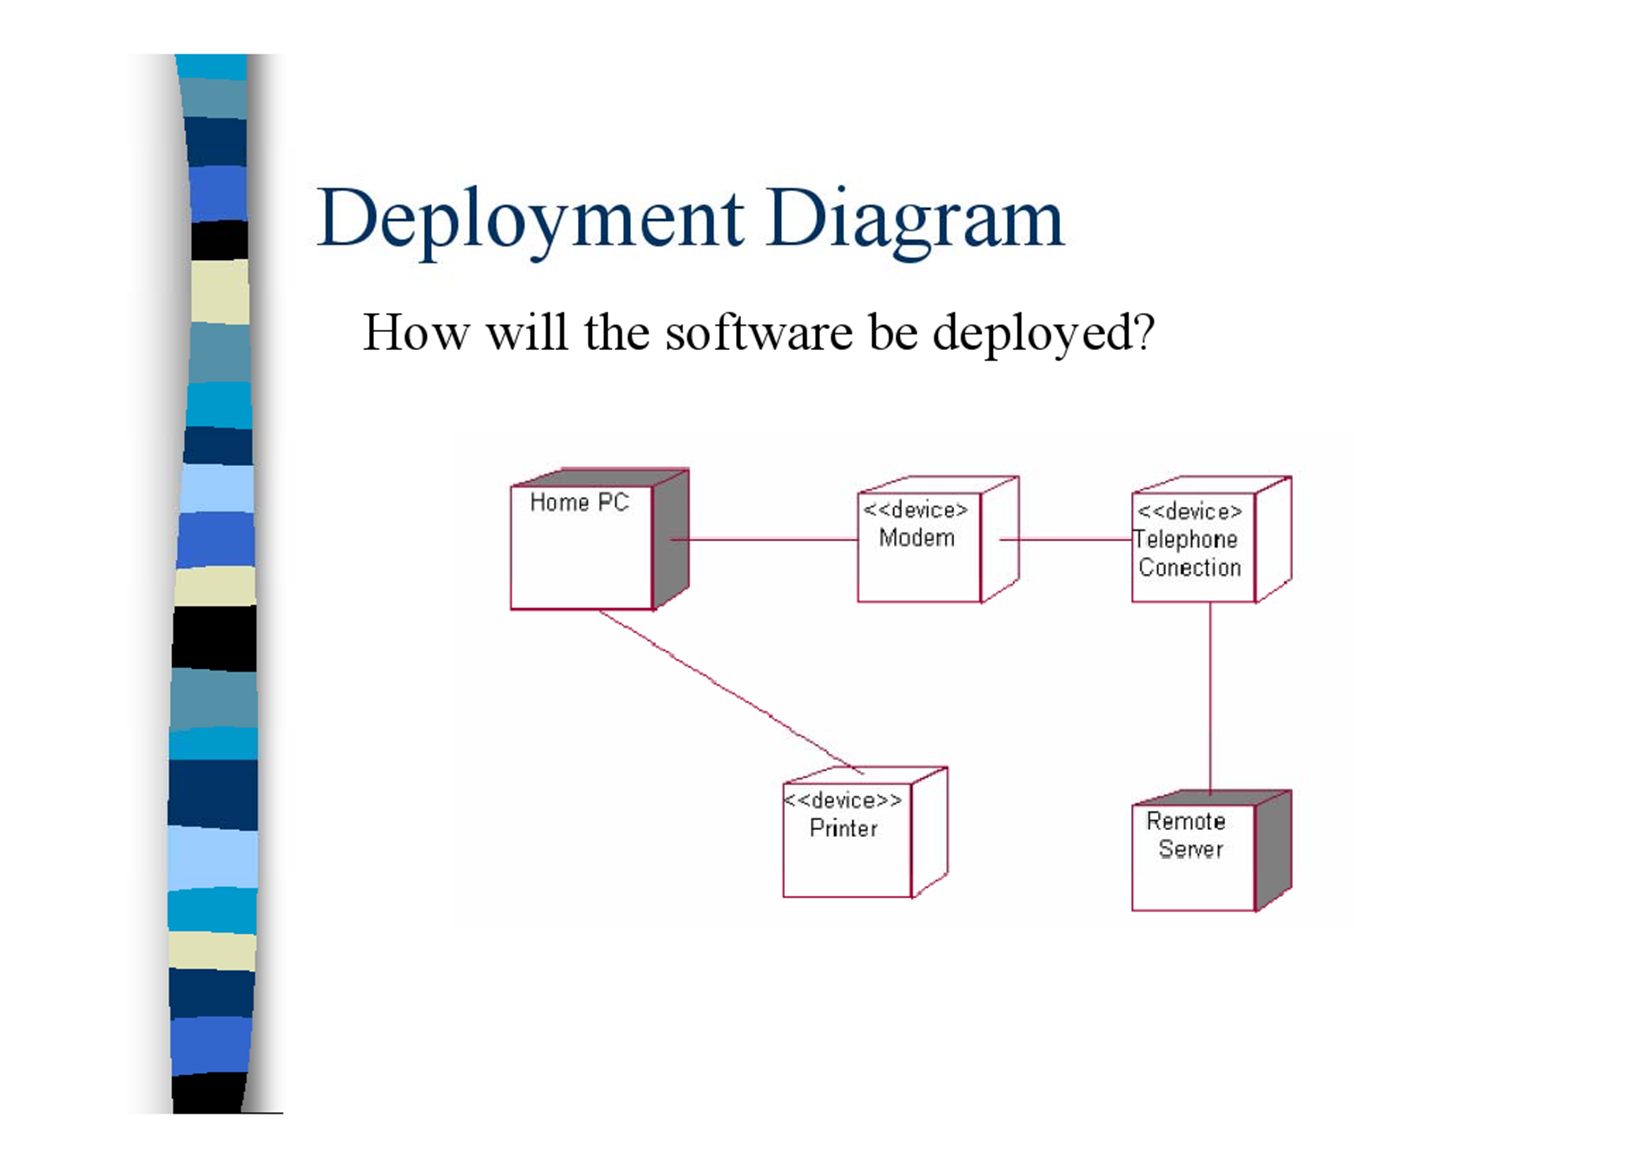 Deployment Diagram
How will the software be deployed?
Home PC
<<device>
Modem
<<device>
Telephone
Conection
<<device>>
Printer
Remote
Server